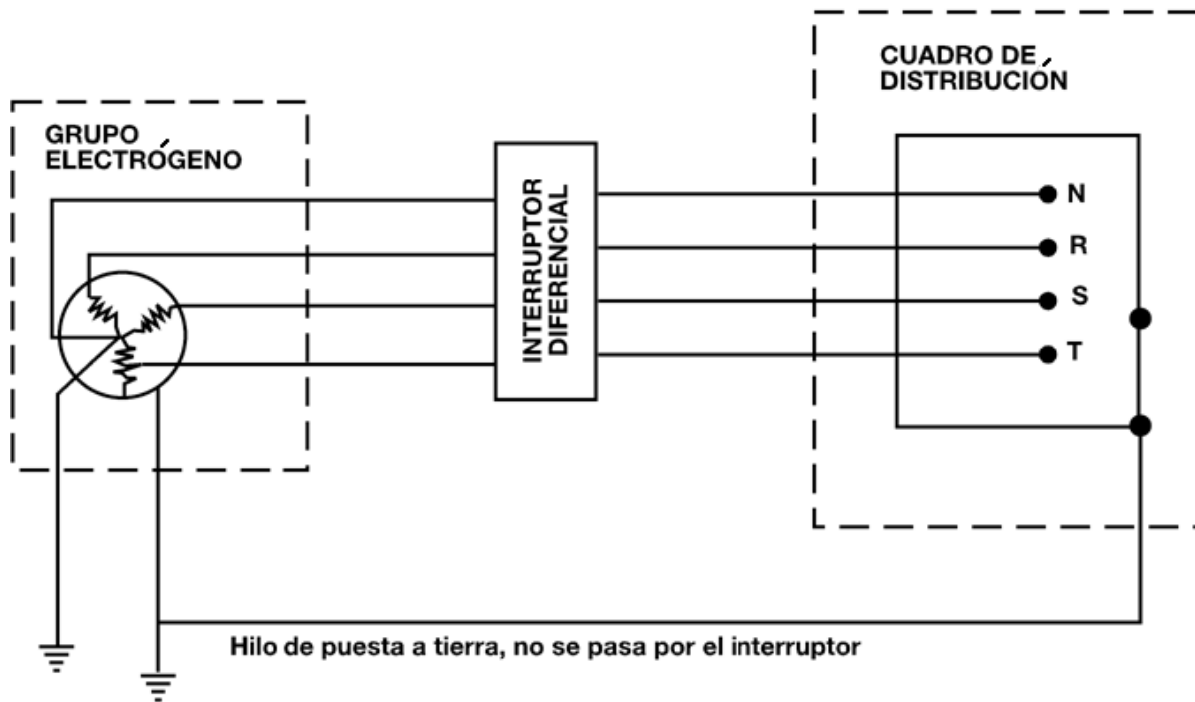 CUADRO DE
DISTRIBUCIÓN
GRUPO
ELECTRÓGENO
INTERRUPTOR
DIFERENCIAL
N
R
S
T
Hilo de puesta a tierra, no se pasa por el interruptor